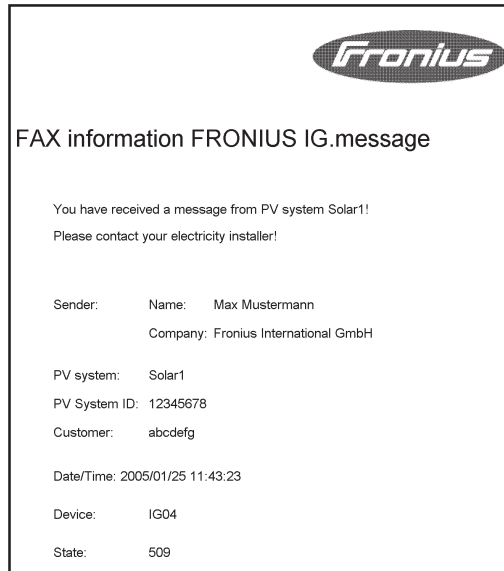 Fronius
FAX information FRONIUS IG.message
You have received a message from PV system Solar1!
Please contact your electricity installer!
Sender: Name: Max Mustermann
Company: Fronius International GmbH
PV system: Solar1
PV System ID: 12345678
Customer: abcdefg
Date/Time: 2005/01/25 11:43:23
Device: IG04
State: 509